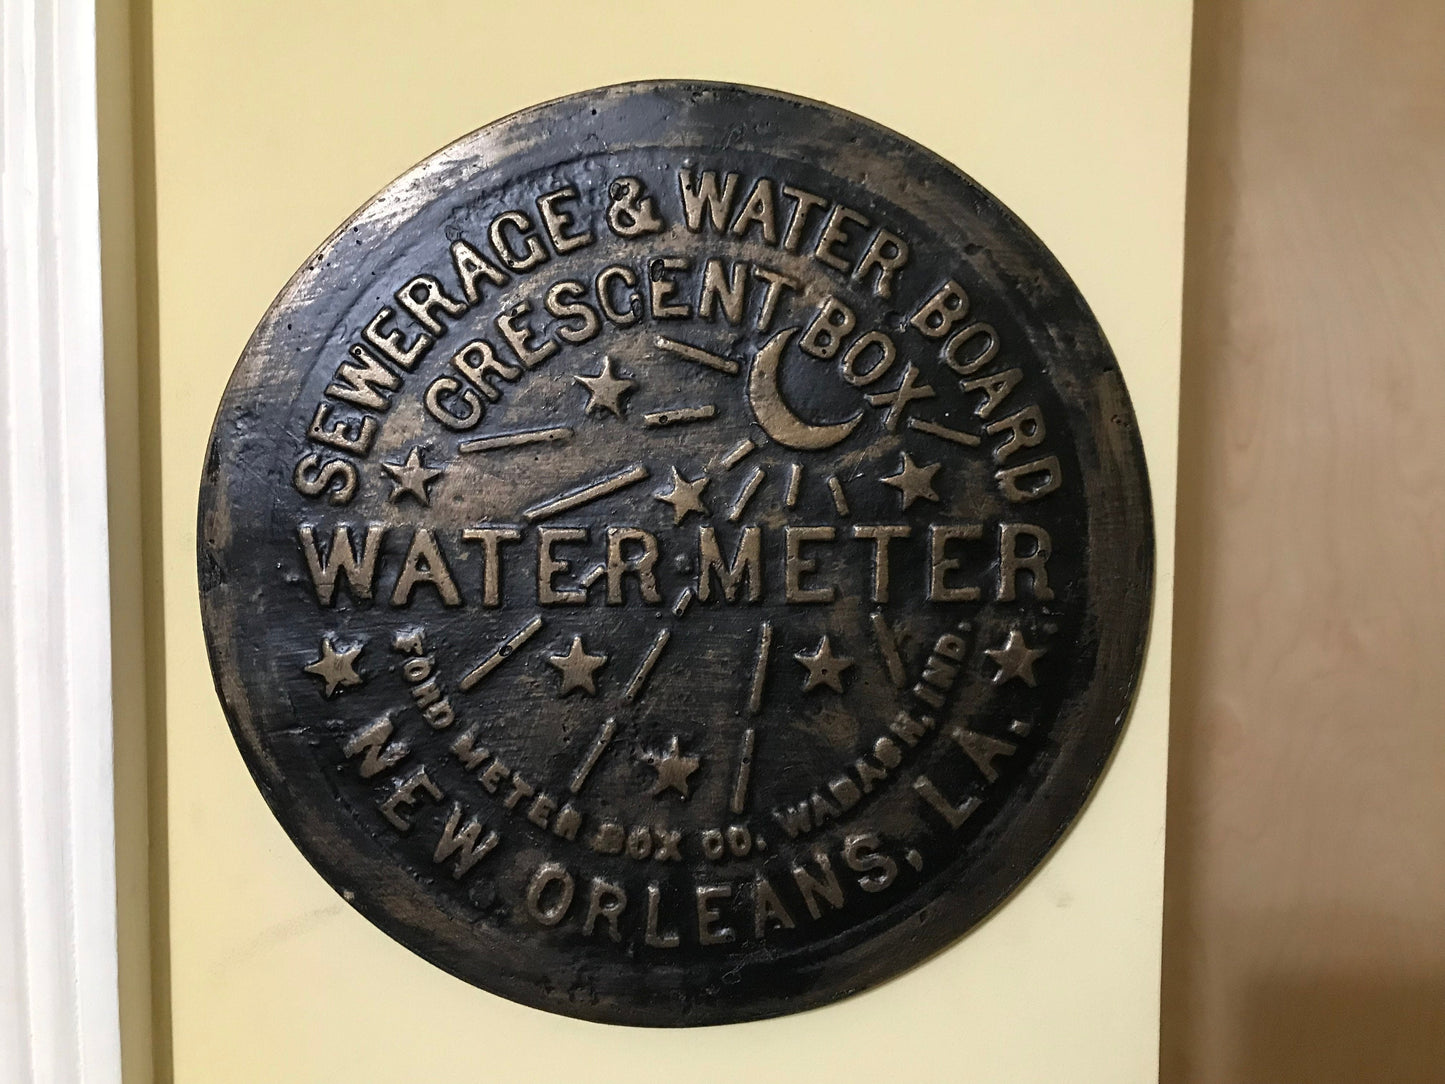 SEWERAGE & WATER BOARD
CRESCENT BOX
WATER METER
FORD METER BOX CO. WABASH, IND.
NEW ORLEANS, LA.